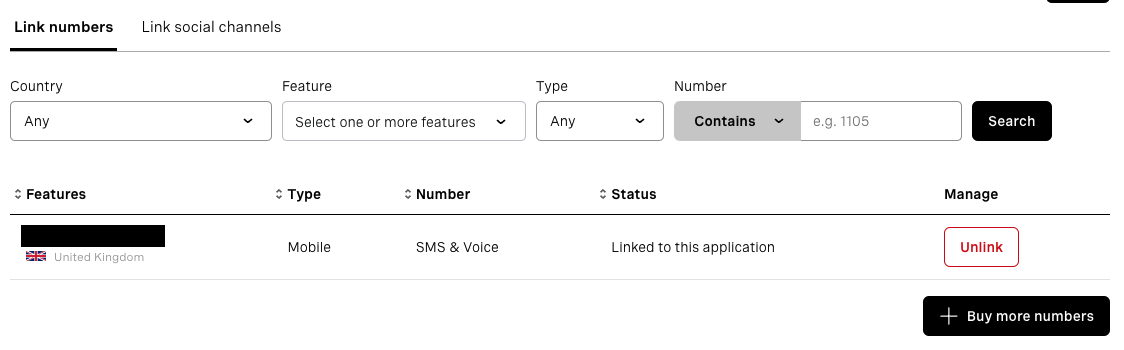 Link numbers Link social channels
Country Feature Type Number
Any Select one or more features Any Contains e.g. 1105 Search
Features Type Number Status Manage
Mobile SMS & Voice Linked to this application Unlink
United Kingdom
Buy more numbers